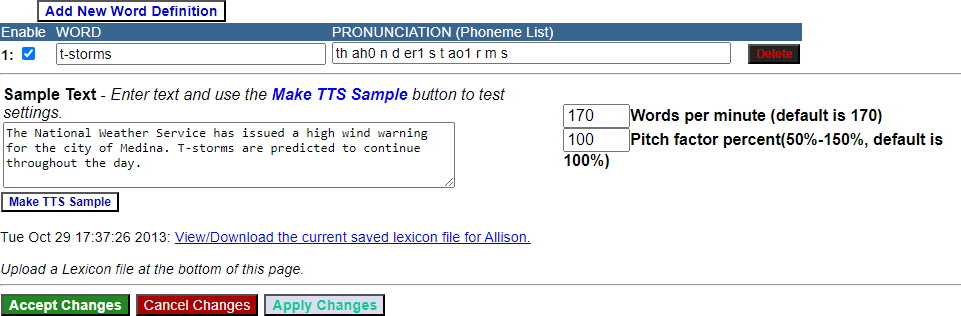 Add New Word Definition
Enable WORD PRONUNCIATION (Phoneme List)
1: t-storms th ah0 n d er1 s t ao1 r m s Delete
Sample Text - Enter text and use the Make TTS Sample button to test
settings.
The National Weather Service has issued a high wind warning
for the city of Medina. T-storms are predicted to continue
throughout the day.
170 Words per minute (default is 170)
100 Pitch factor percent(50%-150%, default is
100%)
Make TTS Sample
Tue Oct 29 17:37:26 2013: View/Download the current saved lexicon file for Allison.
Upload a Lexicon file at the bottom of this page.
Accept Changes Cancel Changes Apply Changes